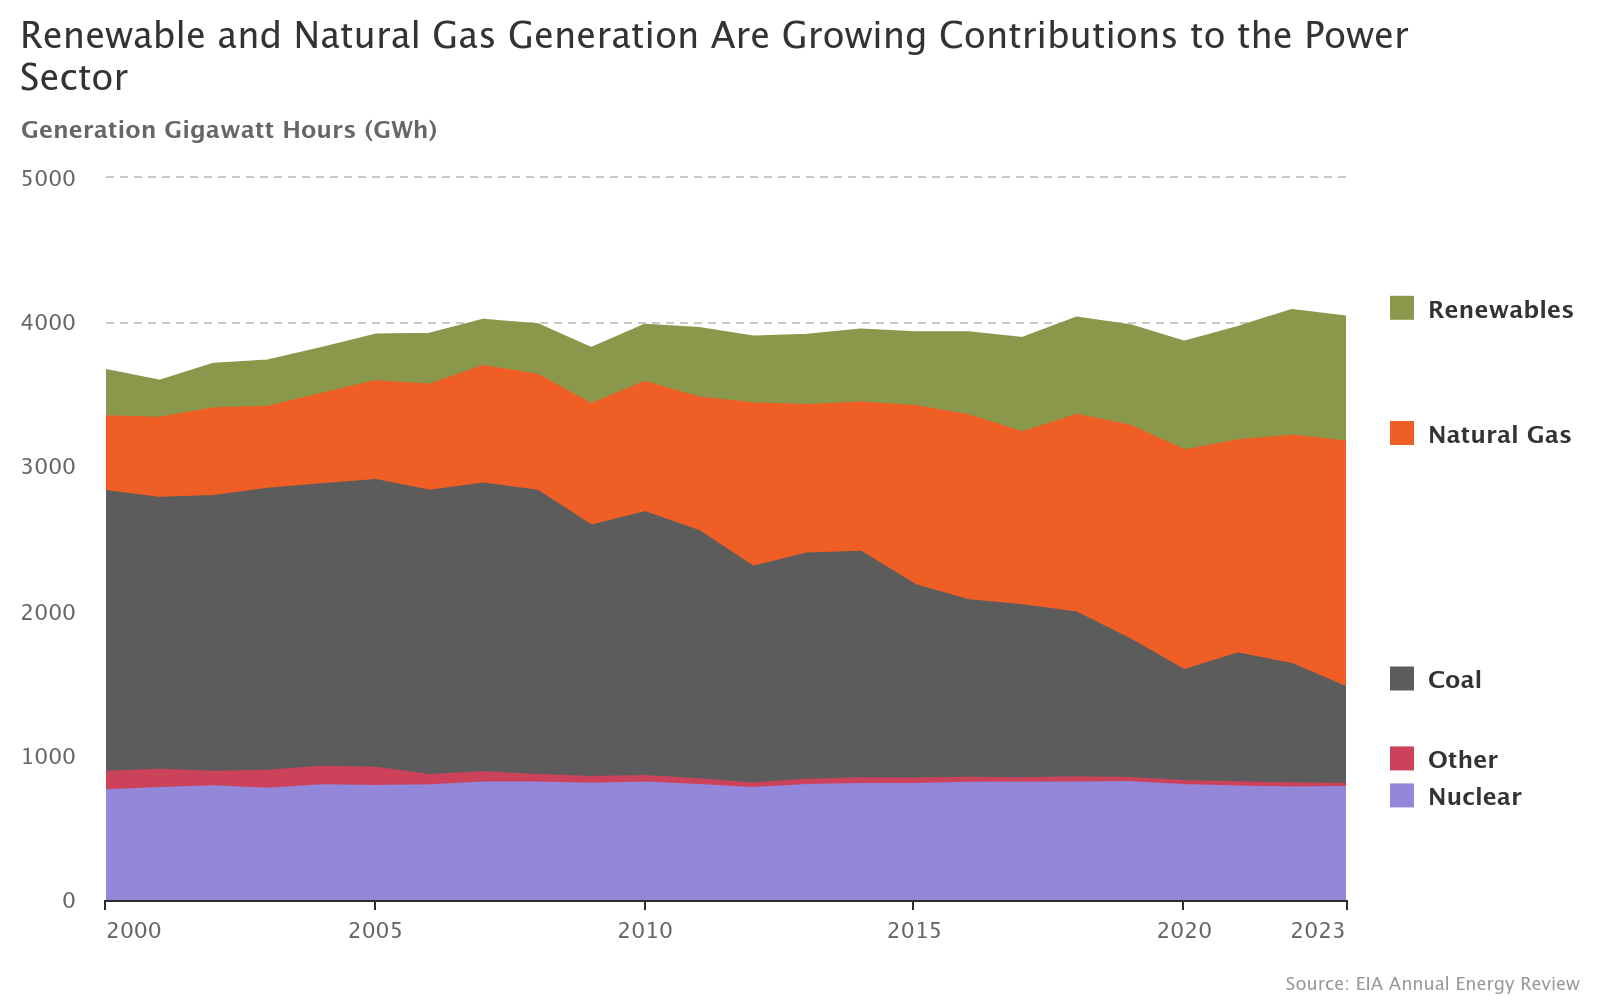 Renewable and Natural Gas Generation Are Growing Contributions to the Power
Sector
Generation Gigawatt Hours (GWh)
5000
4000
3000
2000
1000
0
2000
2005
2010
2015
2020
2023
Renewables
Natural Gas
Coal
Other
Nuclear
Source: EIA Annual Energy Review